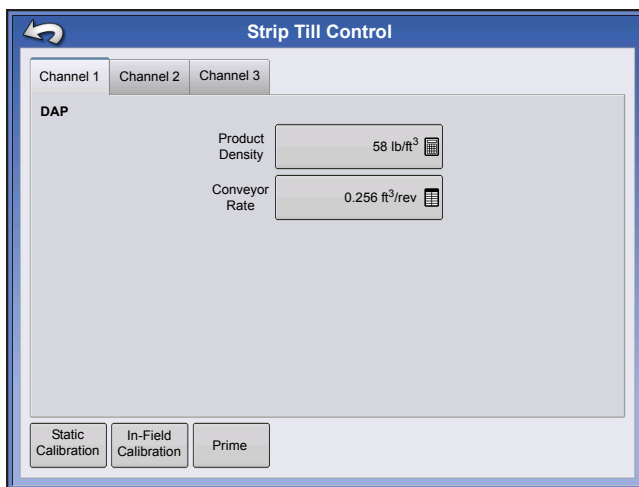 Strip Till Control
Channel 1 Channel 2 Channel 3
DAP
Product
Density
58 lb/ft³
Conveyor
Rate
0.256 ft³/rev
Static
Calibration
In-Field
Calibration
Prime